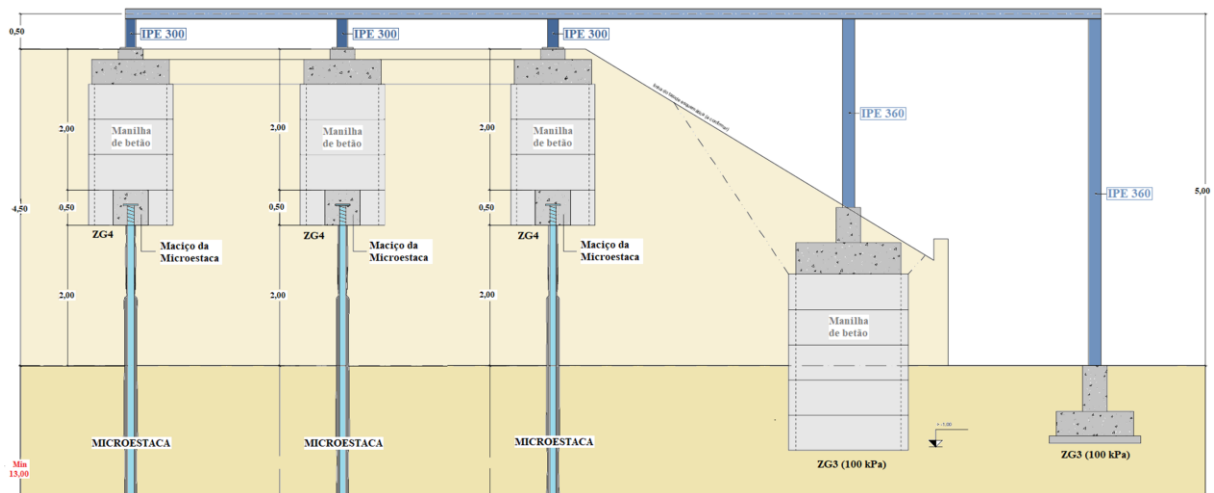 0,50
IPE 300
IPE 300
IPE 300
IPE 360
IPE 360
2,00
Manilha
de betão
2,00
Manilha
de betão
2,00
Manilha
de betão
4,50
5,00
0,50
0,50
0,50
ZG4
Maciço da
Microestaca
ZG4
Maciço da
Microestaca
ZG4
Maciço da
Microestaca
2,00
2,00
2,00
Manilha
de betão
MICROESTACA
MICROESTACA
MICROESTACA
Min
13,00
ZG3 (100 kPa)
ZG3 (100 kPa)